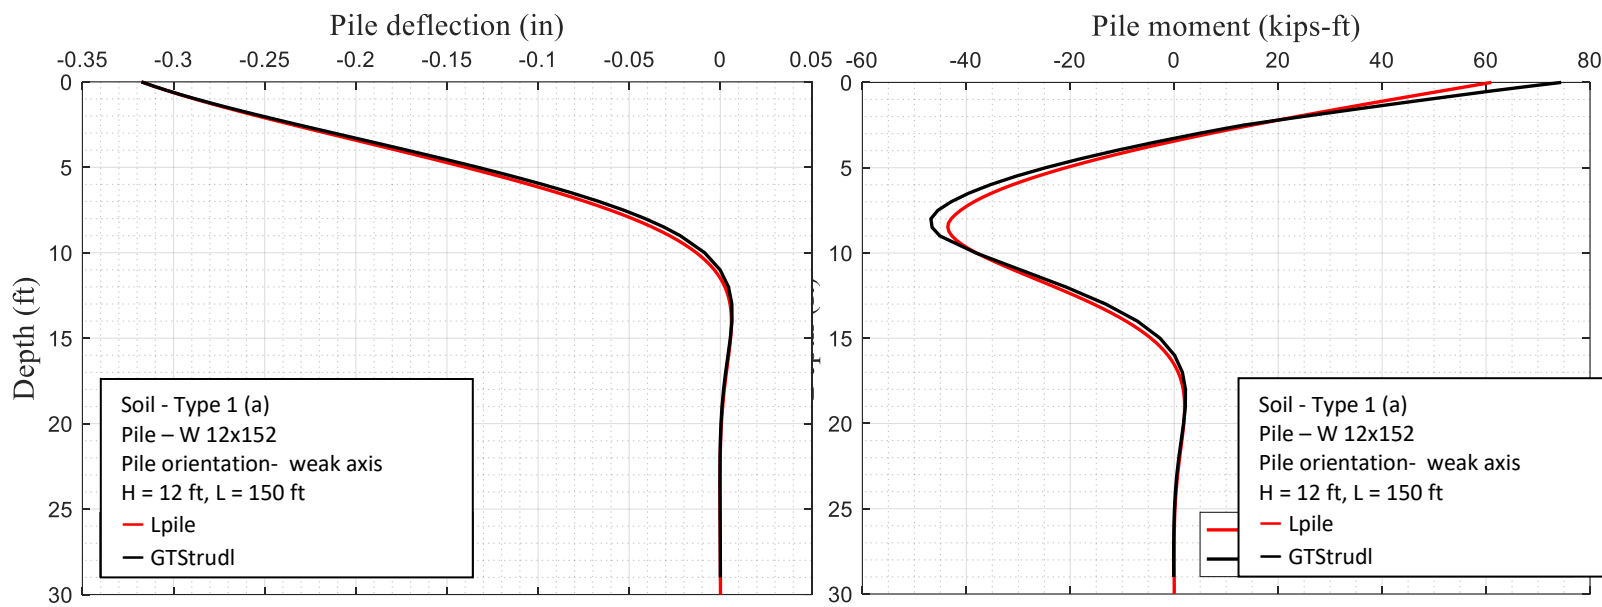 Pile deflection (in)
-0.35 -0.3 -0.25 -0.2 -0.15 -0.1 -0.05 0 0.05
0
5
10
15
20
25
30
Depth (ft)
Soil - Type 1 (a)
Pile – W 12x152
Pile orientation- weak axis
H = 12 ft, L = 150 ft
Lpile
GTStrudl
Pile moment (kips-ft)
-60 -40 -20 0 20 40 60 80
0
5
10
15
20
25
30
Soil - Type 1 (a)
Pile – W 12x152
Pile orientation- weak axis
H = 12 ft, L = 150 ft
Lpile
GTStrudl